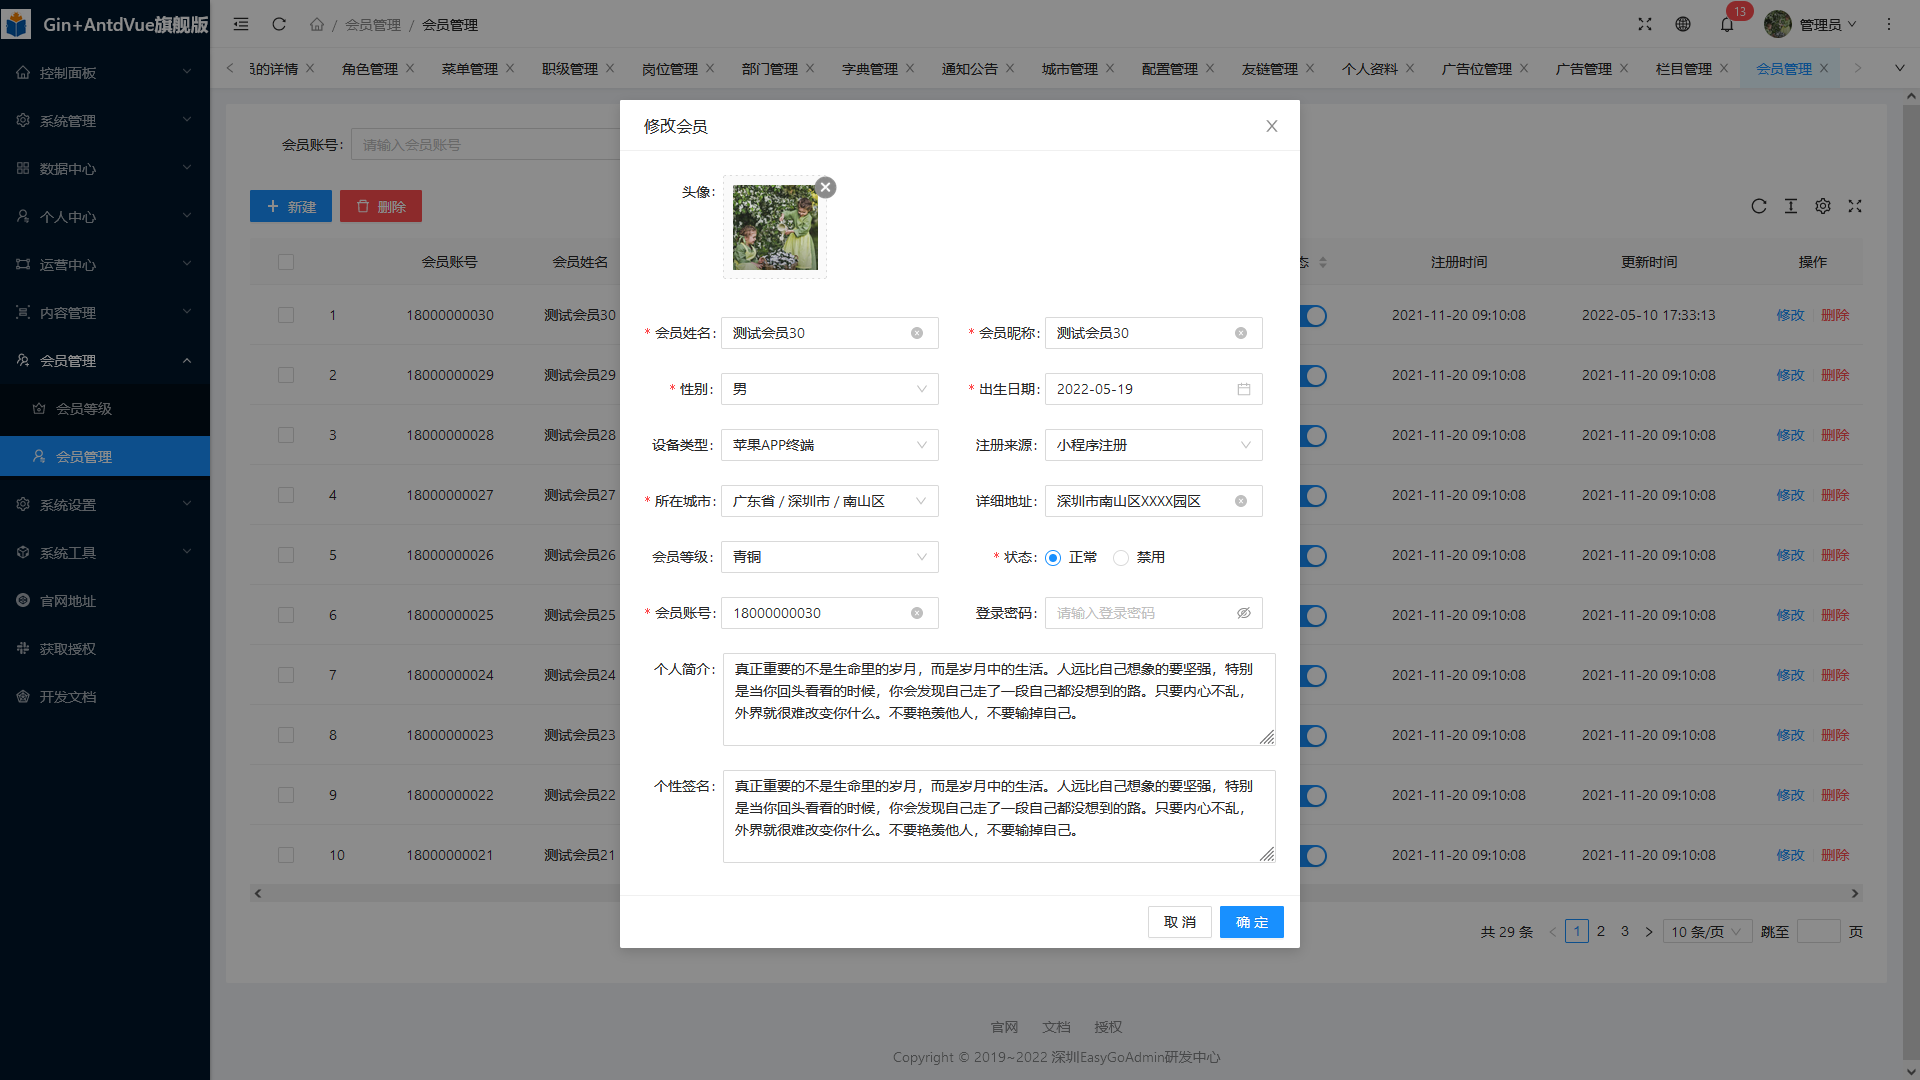 Gin+AntdVue旗舰版
会员管理 / 会员管理
13
管理员
控制面板
系统管理
数据中心
个人中心
运营中心
内容管理
会员管理
会员等级
会员管理
系统设置
系统工具
官网地址
获取授权
开发文档
的详情 角色管理 菜单管理 职级管理 岗位管理 部门管理 字典管理 通知公告 城市管理 配置管理 友链管理 个人资料 广告位管理 广告管理 栏目管理 会员管理
会员账号: 请输入会员账号
新建 删除
会员账号 会员姓名 态 注册时间 更新时间 操作
1 18000000030 测试会员30 2021-11-20 09:10:08 2022-05-10 17:33:13 修改 删除
2 18000000029 测试会员29 2021-11-20 09:10:08 2021-11-20 09:10:08 修改 删除
3 18000000028 测试会员28 2021-11-20 09:10:08 2021-11-20 09:10:08 修改 删除
4 18000000027 测试会员27 2021-11-20 09:10:08 2021-11-20 09:10:08 修改 删除
5 18000000026 测试会员26 2021-11-20 09:10:08 2021-11-20 09:10:08 修改 删除
6 18000000025 测试会员25 2021-11-20 09:10:08 2021-11-20 09:10:08 修改 删除
7 18000000024 测试会员24 2021-11-20 09:10:08 2021-11-20 09:10:08 修改 删除
8 18000000023 测试会员23 2021-11-20 09:10:08 2021-11-20 09:10:08 修改 删除
9 18000000022 测试会员22 2021-11-20 09:10:08 2021-11-20 09:10:08 修改 删除
10 18000000021 测试会员21 2021-11-20 09:10:08 2021-11-20 09:10:08 修改 删除
共 29 条 1 2 3 10 条/页 跳至 页
修改会员
头像:
* 会员姓名: 测试会员30 * 会员昵称: 测试会员30
* 性别: 男 * 出生日期: 2022-05-19
设备类型: 苹果APP终端 注册来源: 小程序注册
* 所在城市: 广东省 / 深圳市 / 南山区 详细地址: 深圳市南山区XXXX园区
会员等级: 青铜 * 状态: 正常 禁用
* 会员账号: 18000000030 登录密码: 请输入登录密码
个人简介: 真正重要的不是生命里的岁月，而是岁月中的生活。人远比自己想象的要坚强，特别
是当你回头看看的时候，你会发现自己走了一段自己都没想到的路。只要内心不乱，
外界就很难改变你什么。不要艳羡他人，不要输掉自己。
个性签名: 真正重要的不是生命里的岁月，而是岁月中的生活。人远比自己想象的要坚强，特别
是当你回头看看的时候，你会发现自己走了一段自己都没想到的路。只要内心不乱，
外界就很难改变你什么。不要艳羡他人，不要输掉自己。
取 消 确 定
官网 文档 授权
Copyright © 2019~2022 深圳EasyGoAdmin研发中心